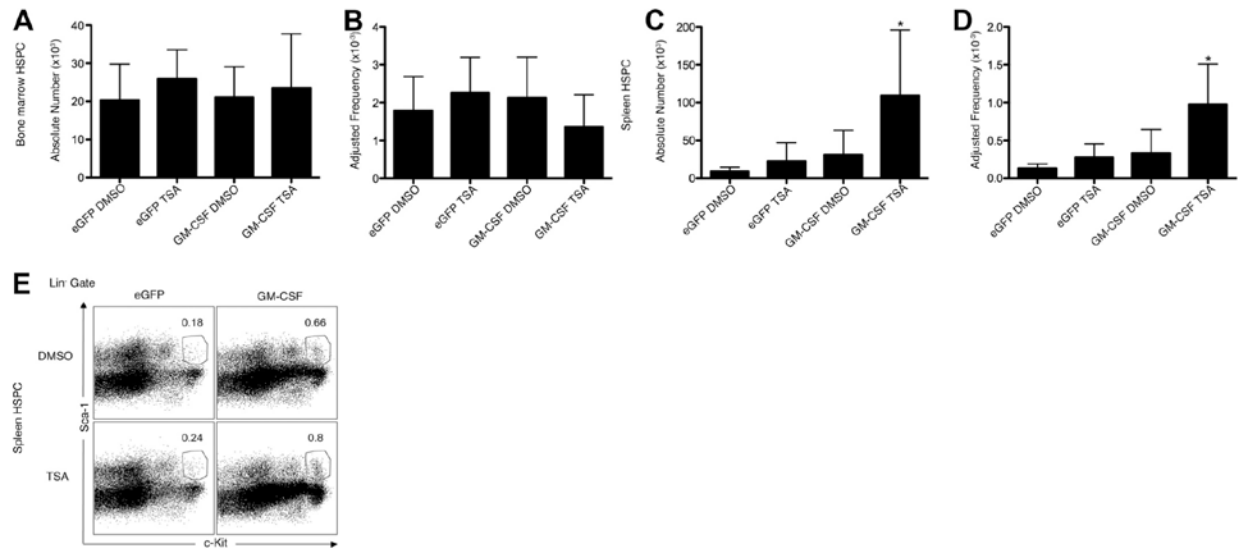 A
Bone marrow HSPC
Absolute Number (x10³)
40
30
20
10
0
eGFP DMSO
eGFP TSA
GM-CSF DMSO
GM-CSF TSA
B
Adjusted Frequency (x10⁻³)
4
3
2
1
0
eGFP DMSO
eGFP TSA
GM-CSF DMSO
GM-CSF TSA
C
Spleen HSPC
Absolute Number (x10³)
200
150
100
50
0
*
eGFP DMSO
eGFP TSA
GM-CSF DMSO
GM-CSF TSA
D
Adjusted Frequency (x10⁻³)
2.0
1.5
1.0
0.5
0.0
*
eGFP DMSO
eGFP TSA
GM-CSF DMSO
GM-CSF TSA
E
Lin⁻ Gate
eGFP
GM-CSF
Spleen HSPC
DMSO
0.18
0.66
Sca-1
TSA
0.24
0.8
c-Kit